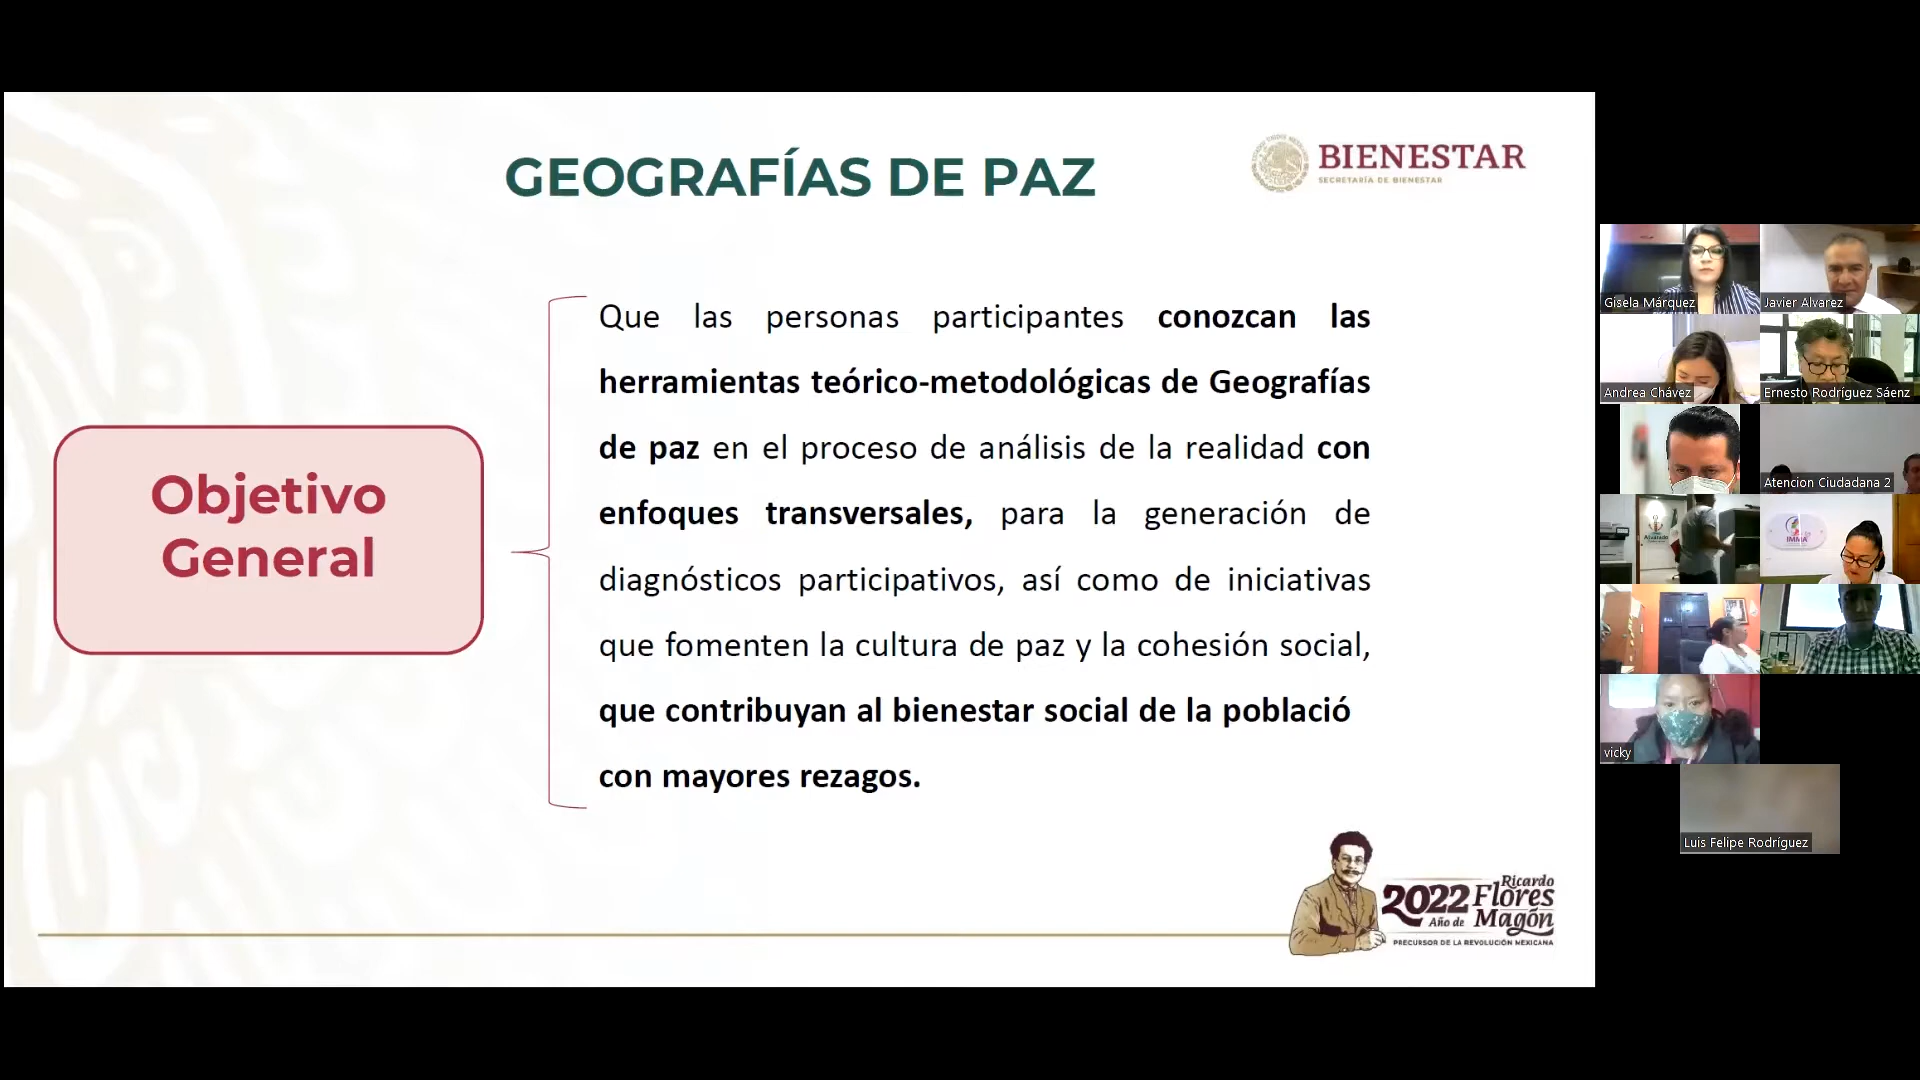 GEOGRAFÍAS DE PAZ
BIENESTAR
SECRETARÍA DE BIENESTAR
Objetivo
General
Que las personas participantes conozcan las
herramientas teórico-metodológicas de Geografías
de paz en el proceso de análisis de la realidad con
enfoques transversales, para la generación de
diagnósticos participativos, así como de iniciativas
que fomenten la cultura de paz y la cohesión social,
que contribuyan al bienestar social de la població
con mayores rezagos.
2022 Ricardo
Flores
Año de Magón
PRECURSOR DE LA REVOLUCIÓN MEXICANA
Gisela Márquez
Javier Alvarez
Andrea Chávez
Ernesto Rodríguez Sáenz
Atencion Ciudadana 2
Alvarado
IMMA
vicky
Luis Felipe Rodríguez